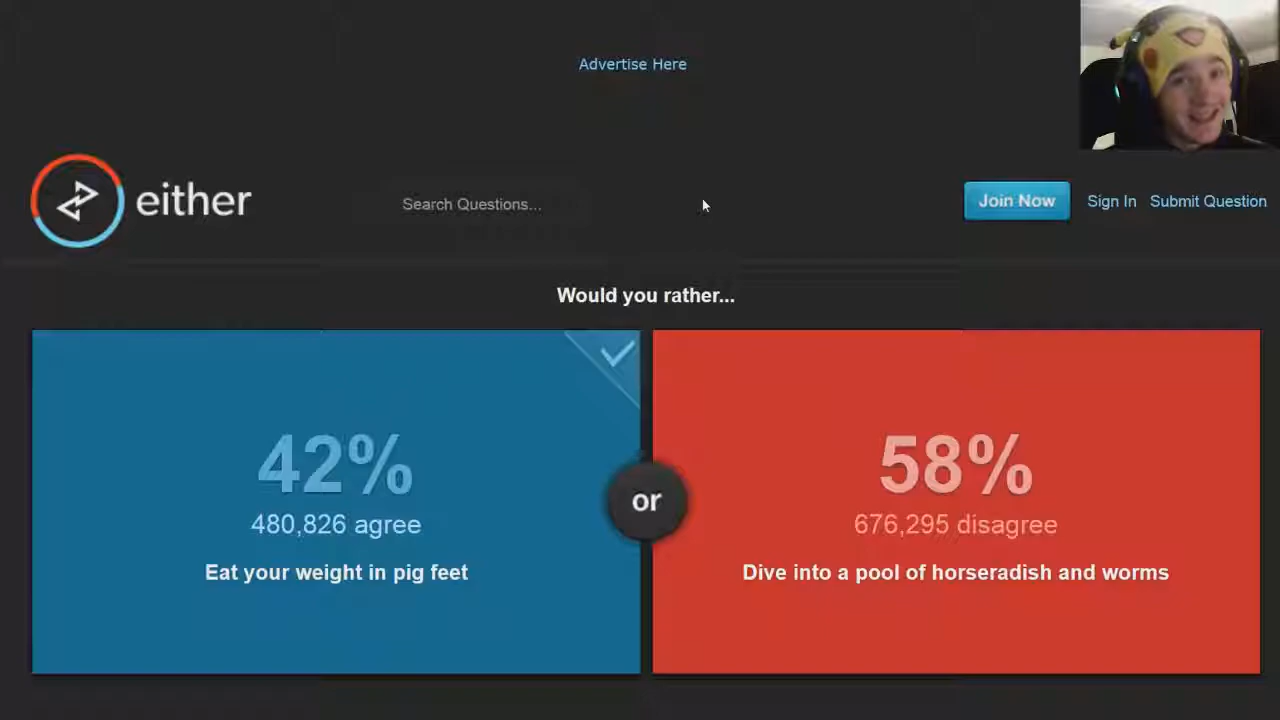 Advertise Here
either
Search Questions...
Join Now
Sign In
Submit Question
Would you rather...
42%
480,826 agree
Eat your weight in pig feet
or
58%
676,295 disagree
Dive into a pool of horseradish and worms